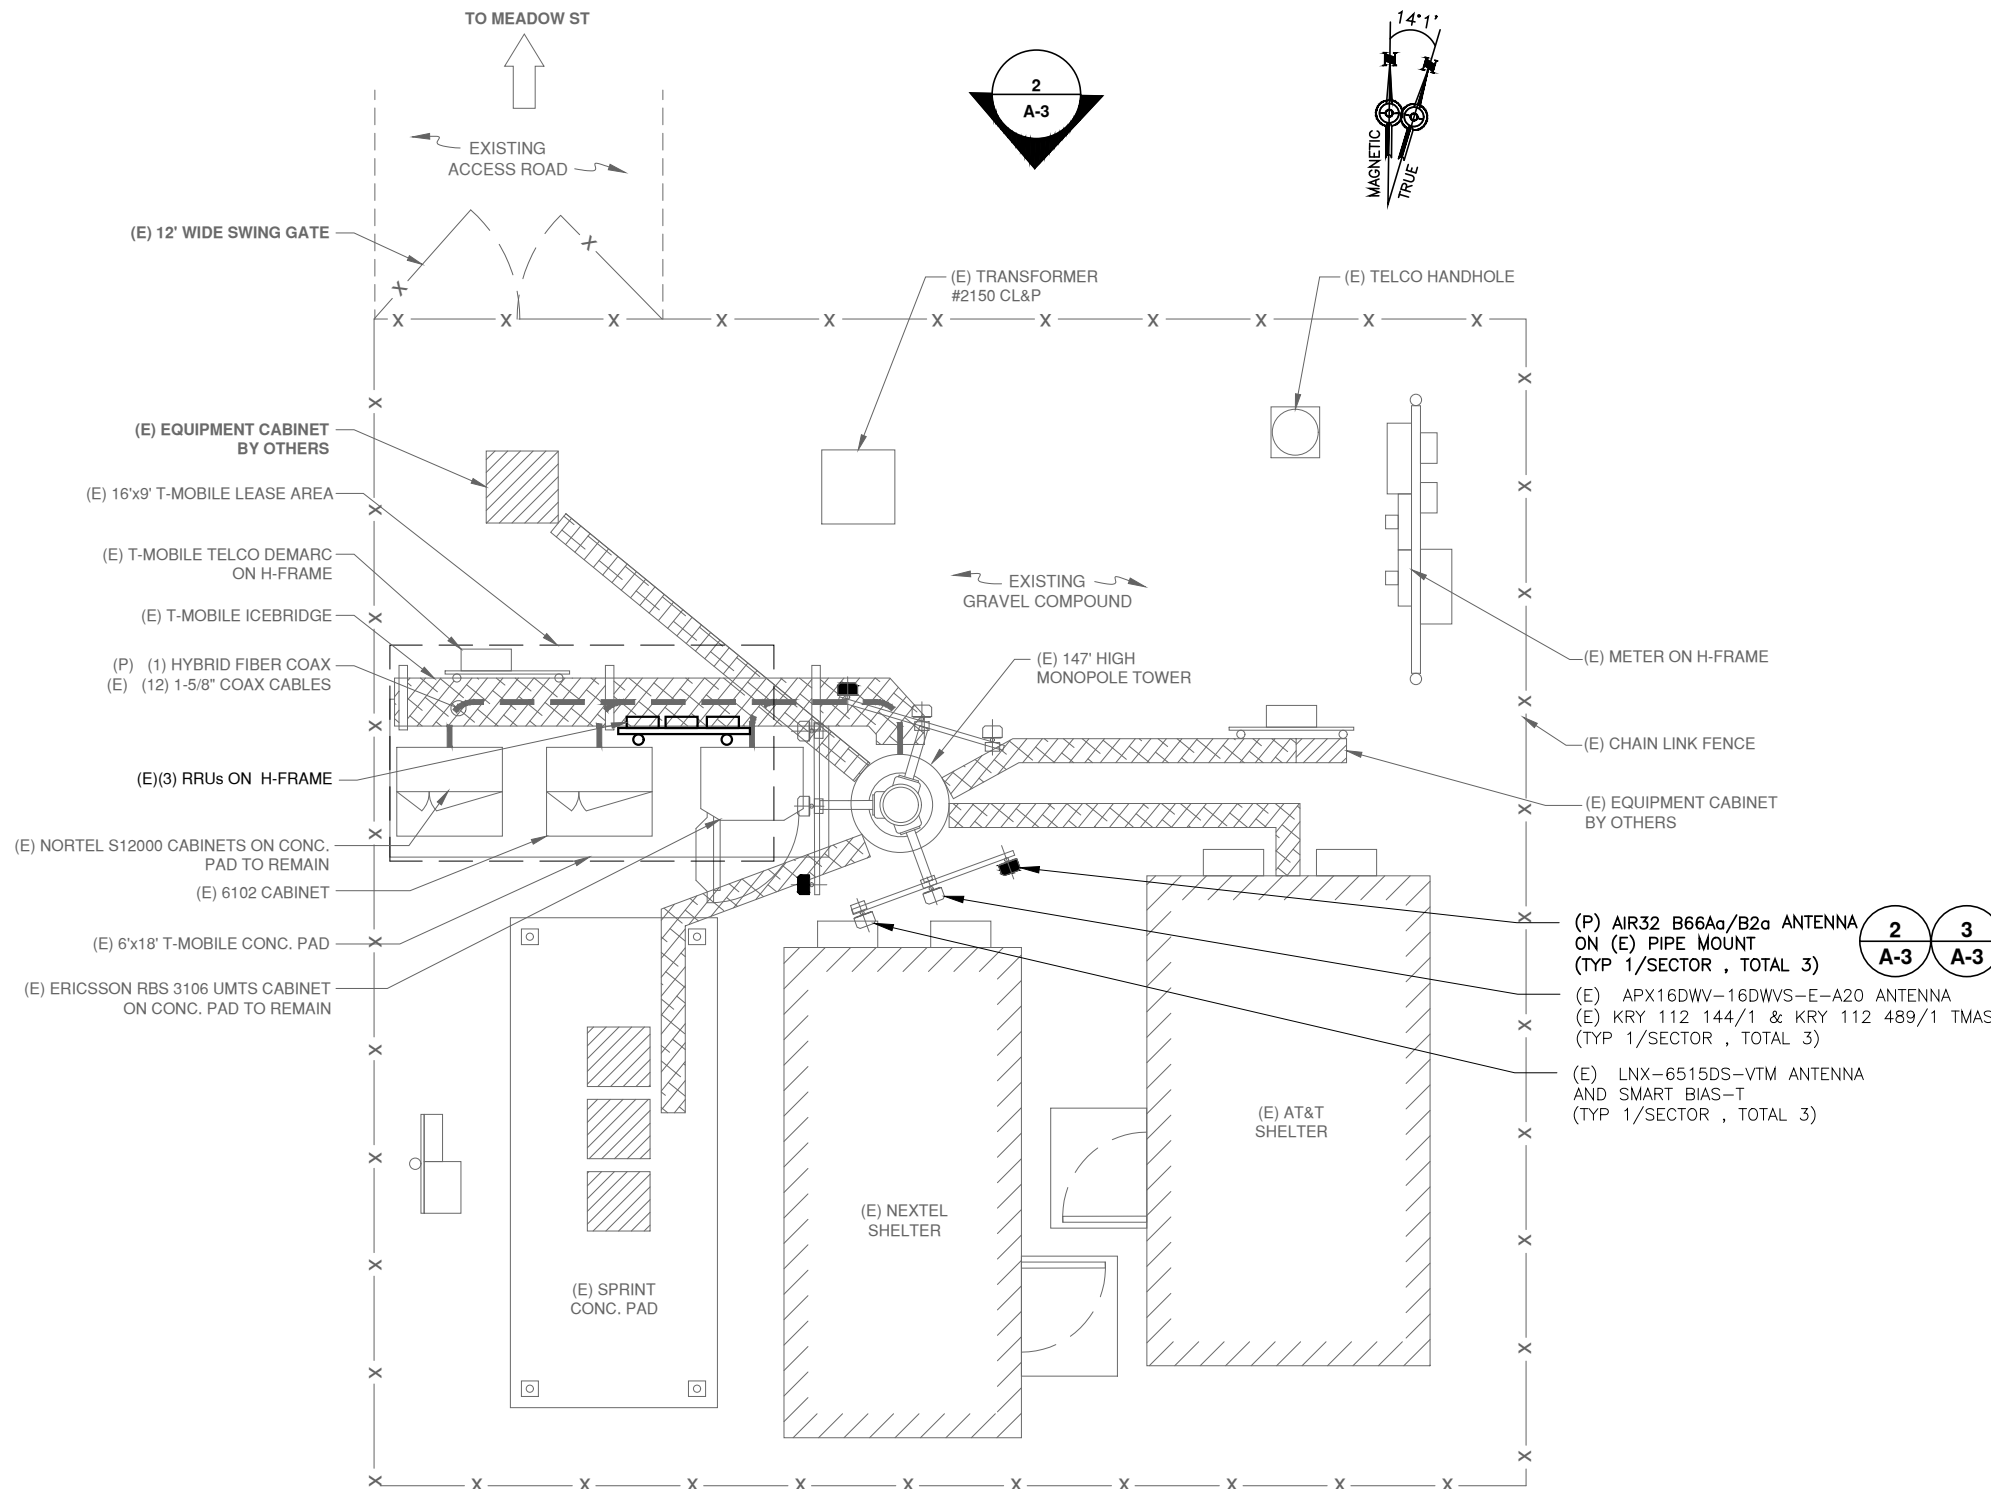 TO MEADOW ST
14°1'
N
N
MAGNETIC
TRUE
2
A-3
EXISTING
ACCESS ROAD
(E) 12' WIDE SWING GATE
(E) TRANSFORMER
#2150 CL&P
(E) TELCO HANDHOLE
(E) EQUIPMENT CABINET
BY OTHERS
(E) 16'x9' T-MOBILE LEASE AREA
(E) T-MOBILE TELCO DEMARC
ON H-FRAME
(E) T-MOBILE ICEBRIDGE
(P) (1) HYBRID FIBER COAX
(E) (12) 1-5/8" COAX CABLES
(E)(3) RRUs ON H-FRAME
(E) NORTEL S12000 CABINETS ON CONC.
PAD TO REMAIN
(E) 6102 CABINET
(E) 6'x18' T-MOBILE CONC. PAD
(E) ERICSSON RBS 3106 UMTS CABINET
ON CONC. PAD TO REMAIN
EXISTING
GRAVEL COMPOUND
(E) 147' HIGH
MONOPOLE TOWER
(E) METER ON H-FRAME
(E) CHAIN LINK FENCE
(E) EQUIPMENT CABINET
BY OTHERS
(P) AIR32 B66Aa/B2a ANTENNA
ON (E) PIPE MOUNT
(TYP 1/SECTOR , TOTAL 3)
2
A-3
3
A-3
(E) APX16DWV-16DWVS-E-A20 ANTENNA
(E) KRY 112 144/1 & KRY 112 489/1 TMAS
(TYP 1/SECTOR , TOTAL 3)
(E) LNX-6515DS-VTM ANTENNA
AND SMART BIAS-T
(TYP 1/SECTOR , TOTAL 3)
(E) AT&T
SHELTER
(E) NEXTEL
SHELTER
(E) SPRINT
CONC. PAD